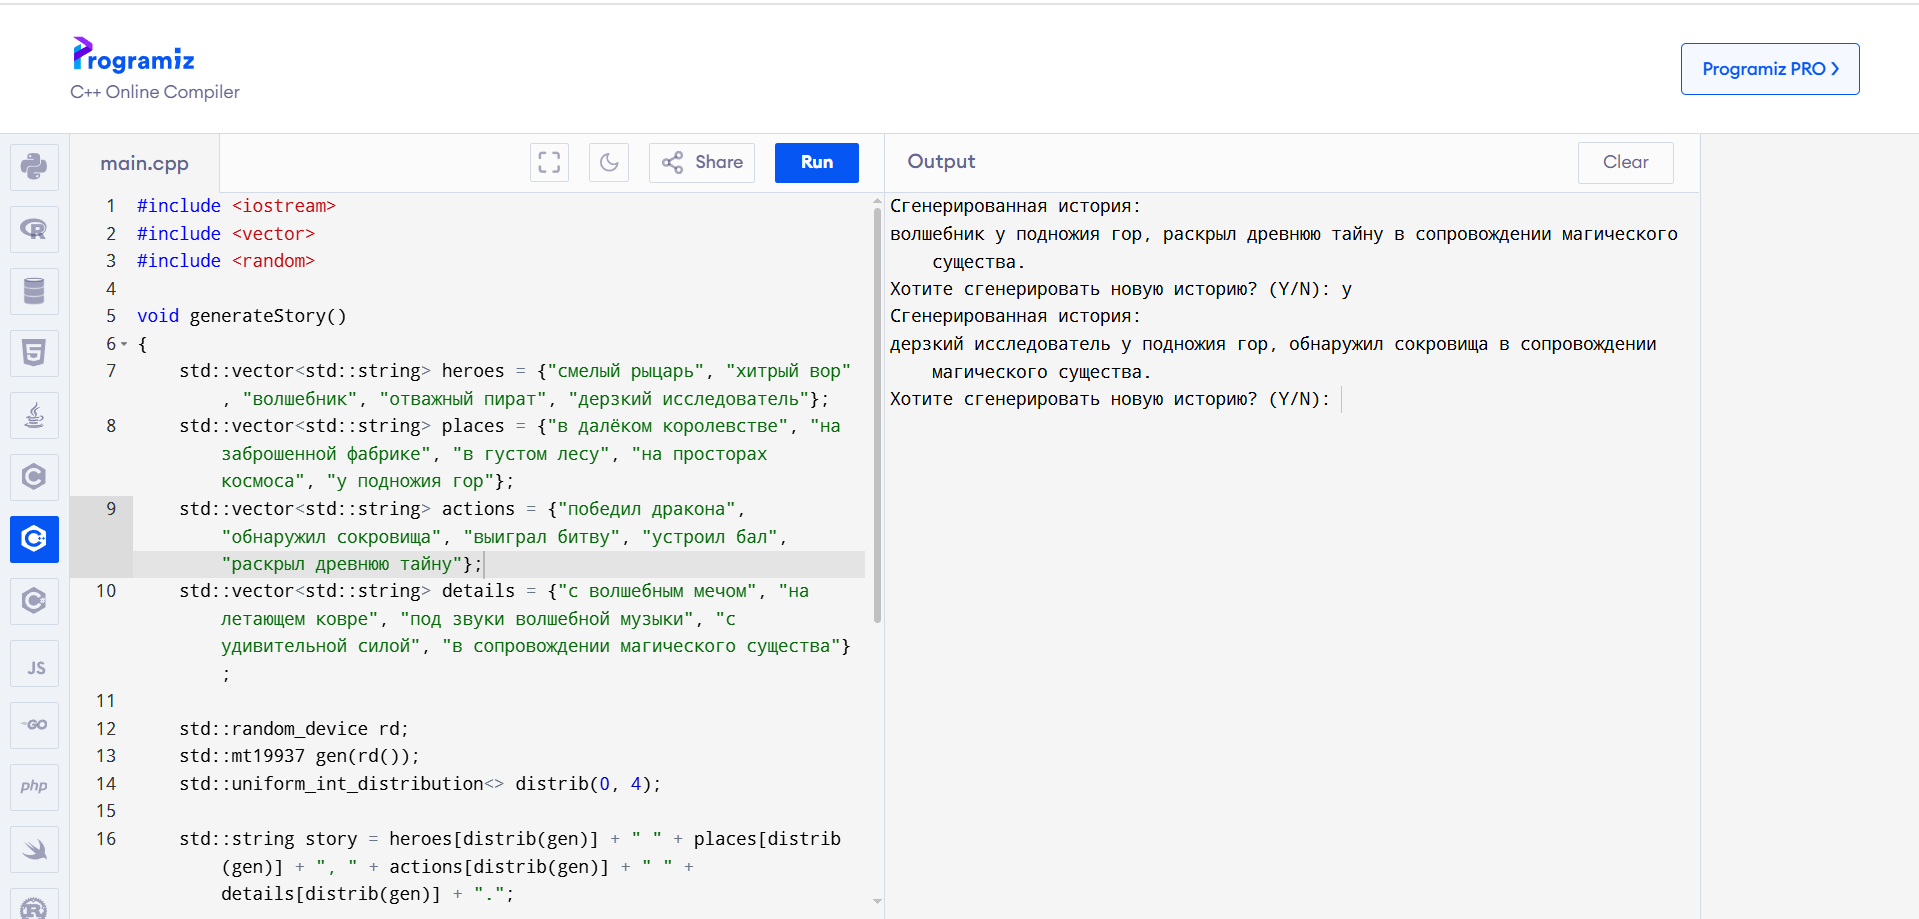 Programiz
C++ Online Compiler
Programiz PRO >
main.cpp
Share
Run
Output
Clear
1 #include <iostream>
2 #include <vector>
3 #include <random>
4
5 void generateStory()
6 {
7 std::vector<std::string> heroes = {"смелый рыцарь", "хитрый вор"
, "волшебник", "отважный пират", "дерзкий исследователь"};
8 std::vector<std::string> places = {"в далёком королевстве", "на
заброшенной фабрике", "в густом лесу", "на просторах
космоса", "у подножия гор"};
9 std::vector<std::string> actions = {"победил дракона",
"обнаружил сокровища", "выиграл битву", "устроил бал",
"раскрыл древнюю тайну"};
10 std::vector<std::string> details = {"с волшебным мечом", "на
летающем ковре", "под звуки волшебной музыки", "с
удивительной силой", "в сопровождении магического существа"}
;
11
12 std::random_device rd;
13 std::mt19937 gen(rd());
14 std::uniform_int_distribution<> distrib(0, 4);
15
16 std::string story = heroes[distrib(gen)] + " " + places[distrib
(gen)] + ", " + actions[distrib(gen)] + " " +
details[distrib(gen)] + ".";
Сгенерированная история:
волшебник у подножия гор, раскрыл древнюю тайну в сопровождении магического
существа.
Хотите сгенерировать новую историю? (Y/N): y
Сгенерированная история:
дерзкий исследователь у подножия гор, обнаружил сокровища в сопровождении
магического существа.
Хотите сгенерировать новую историю? (Y/N):
R
5
C
C+
C#
JS
GO
php
R